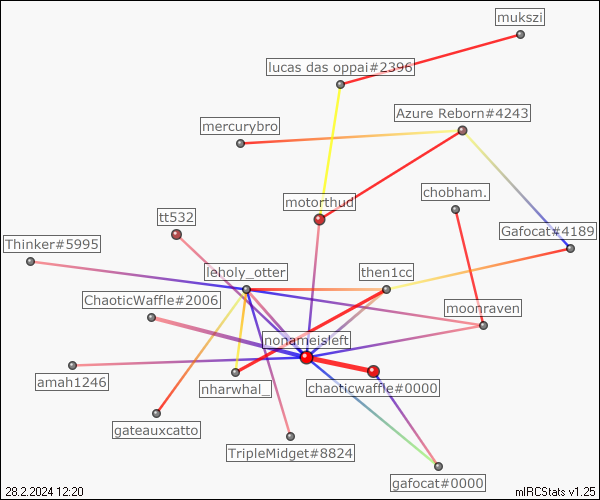 mukszi
lucas das oppai#2396
Azure Reborn#4243
mercurybro
chobham.
motorthud
tt532
Gafocat#4189
Thinker#5995
leholy_otter
then1cc
ChaoticWaffle#2006
moonraven
nonameisleft
amah1246
nharwhal_
chaoticwaffle#0000
gateauxcatto
TripleMidget#8824
gafocat#0000
28.2.2024 12:20
mIRCStats v1.25